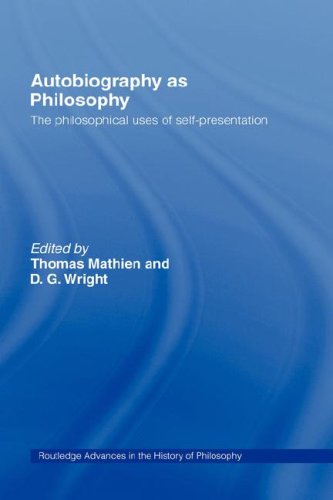 Autobiography as
Philosophy
The philosophical uses of self-presentation
Edited by
Thomas Mathien and
D. G. Wright
Routledge Advances in the History of Philosophy